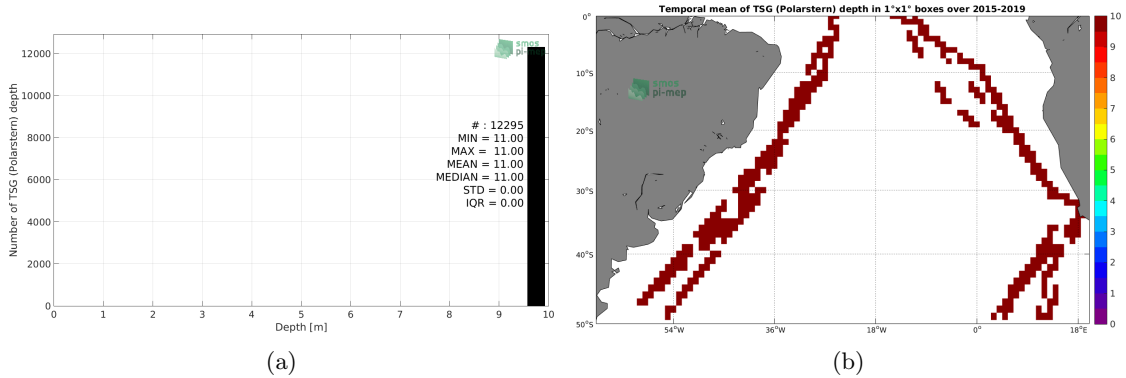 Number of TSG (Polarstern) depth
12000
10000
8000
6000
4000
2000
0
smos
pi-mep
# : 12295
MIN = 11.00
MAX = 11.00
MEAN = 11.00
MEDIAN = 11.00
STD = 0.00
IQR = 0.00
0 1 2 3 4 5 6 7 8 9 10
Depth [m]
(a)
Temporal mean of TSG (Polarstern) depth in 1°x1° boxes over 2015-2019
0°
10°S
20°S
30°S
40°S
50°S
smos
pi-mep
54°W 36°W 18°W 0° 18°E
10
9
8
7
6
5
4
3
2
1
0
(b)